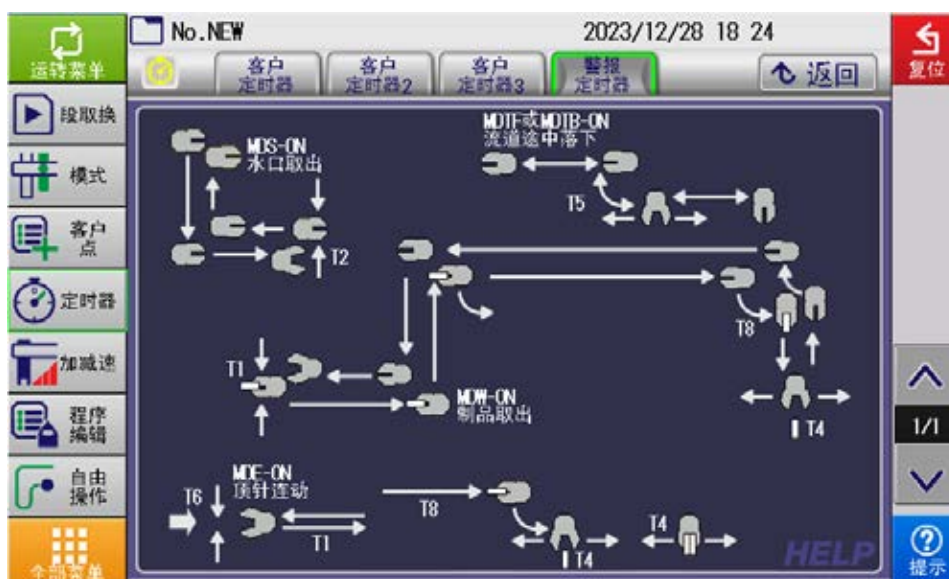 No.NEW
2023/12/28 18 24
运转菜单
复位
客户
定时器
客户
定时器2
客户
定时器3
警报
定时器
返回
段取换
模式
客户
点
定时器
加减速
程序
编辑
自由
操作
全部菜单
MDS-ON
水口取出
T2
MDTF或MDTB-ON
流道途中落下
T5
T8
T1
MDW-ON
制品取出
T4
MDE-ON
顶针连动
T6
T1
T8
T4
T4
HELP
1/1
提示